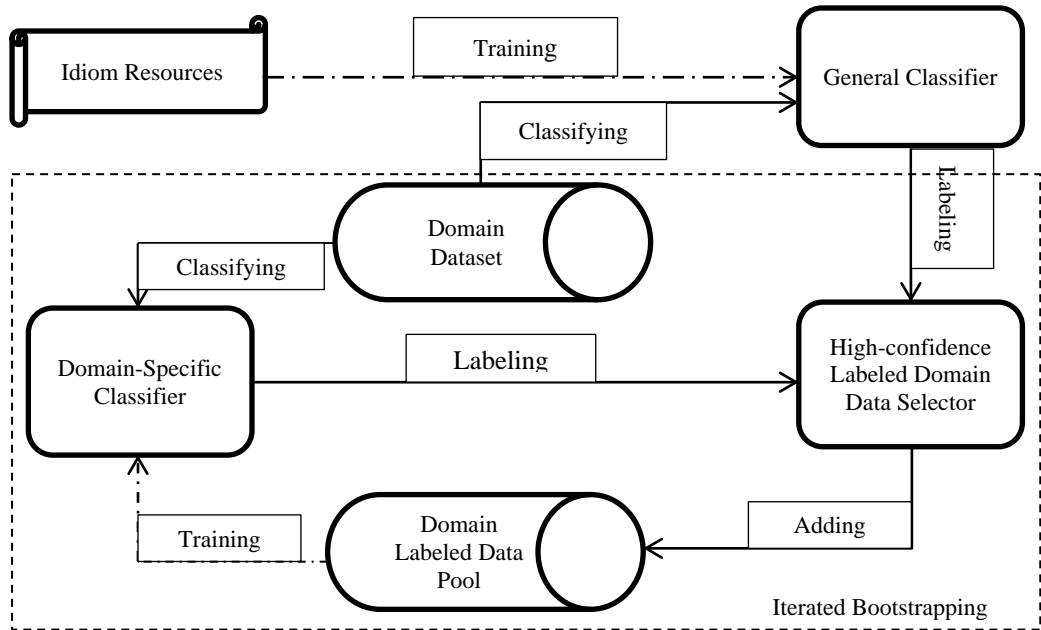 Training
Idiom Resources
General Classifier
Classifying
Labeling
Domain
Dataset
Classifying
Domain-Specific
Classifier
Labeling
High-confidence
Labeled Domain
Data Selector
Training
Domain
Labeled Data
Pool
Adding
Iterated Bootstrapping